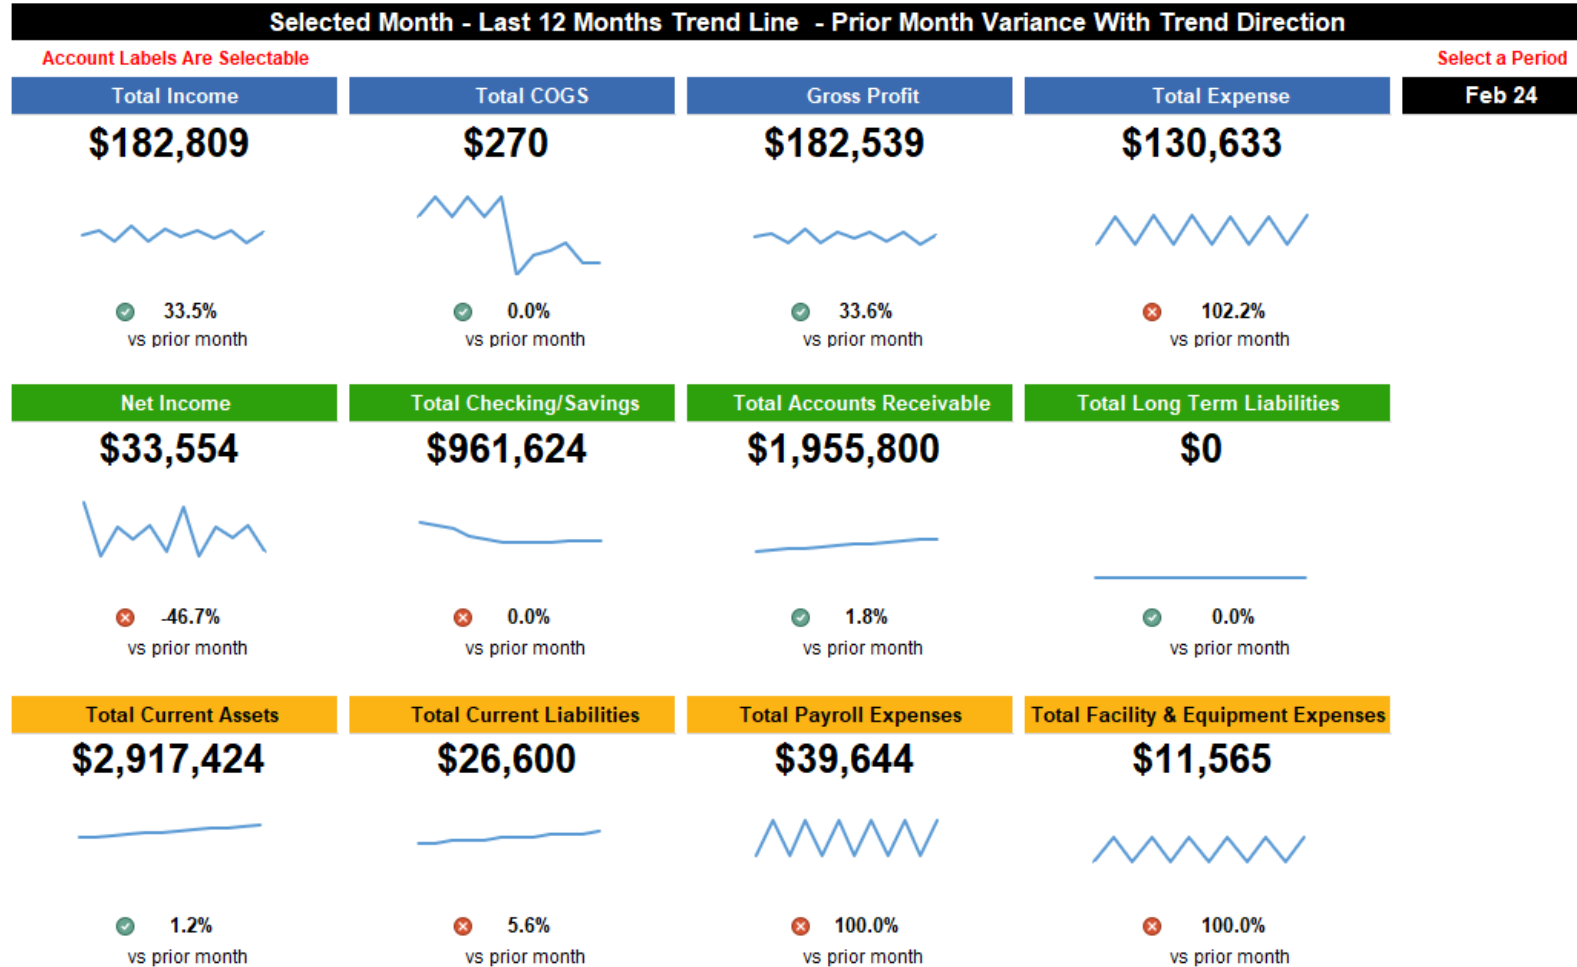 Selected Month - Last 12 Months Trend Line - Prior Month Variance With Trend Direction
Account Labels Are Selectable
Select a Period
Total Income
Total COGS
Gross Profit
Total Expense
Feb 24
$182,809
$270
$182,539
$130,633
33.5%
0.0%
33.6%
102.2%
vs prior month
vs prior month
vs prior month
vs prior month
Net Income
Total Checking/Savings
Total Accounts Receivable
Total Long Term Liabilities
$33,554
$961,624
$1,955,800
$0
-46.7%
0.0%
1.8%
0.0%
vs prior month
vs prior month
vs prior month
vs prior month
Total Current Assets
Total Current Liabilities
Total Payroll Expenses
Total Facility & Equipment Expenses
$2,917,424
$26,600
$39,644
$11,565
1.2%
5.6%
100.0%
100.0%
vs prior month
vs prior month
vs prior month
vs prior month